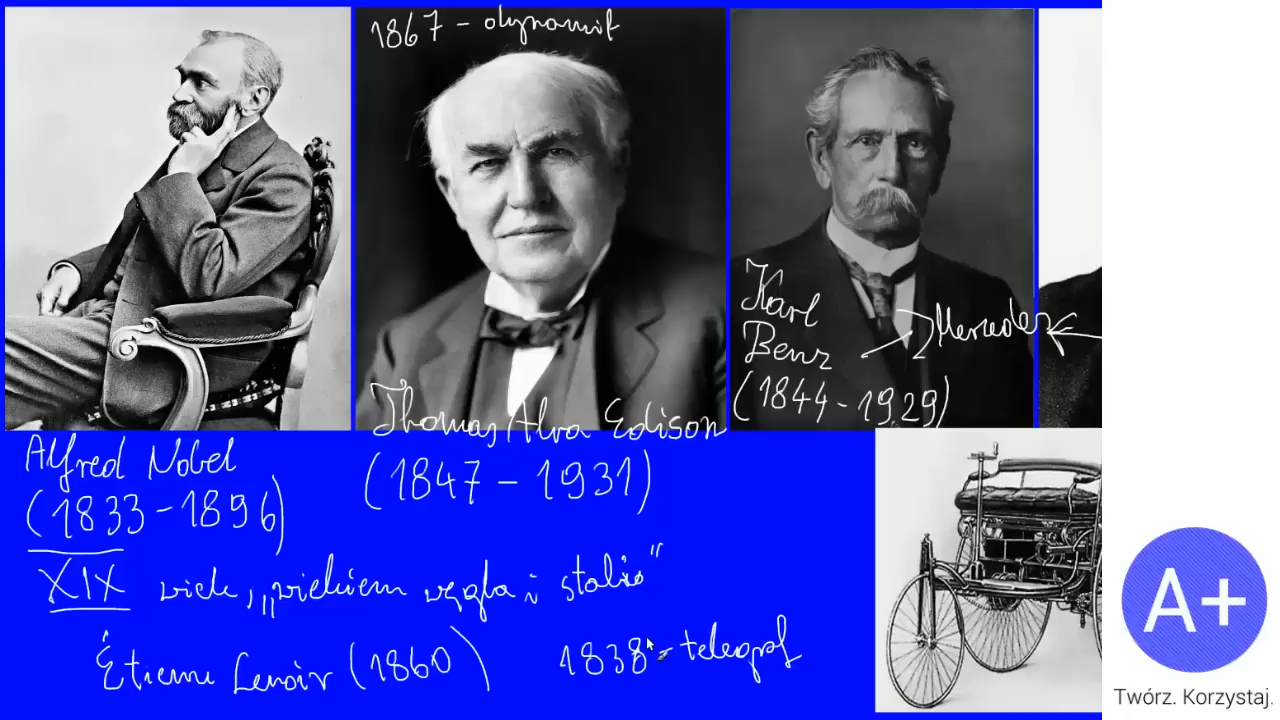 1867 - dynamit
Karl
Benz
Mercedes
(1844-1929)
Thomas Alva Edison
(1847 - 1931)
Alfred Nobel
(1833-1896)
XIX wiek, „wiekiem węgla i stali"
Étienne Lenoir (1860)
1838 - telegraf
A+
Twórz. Korzystaj.